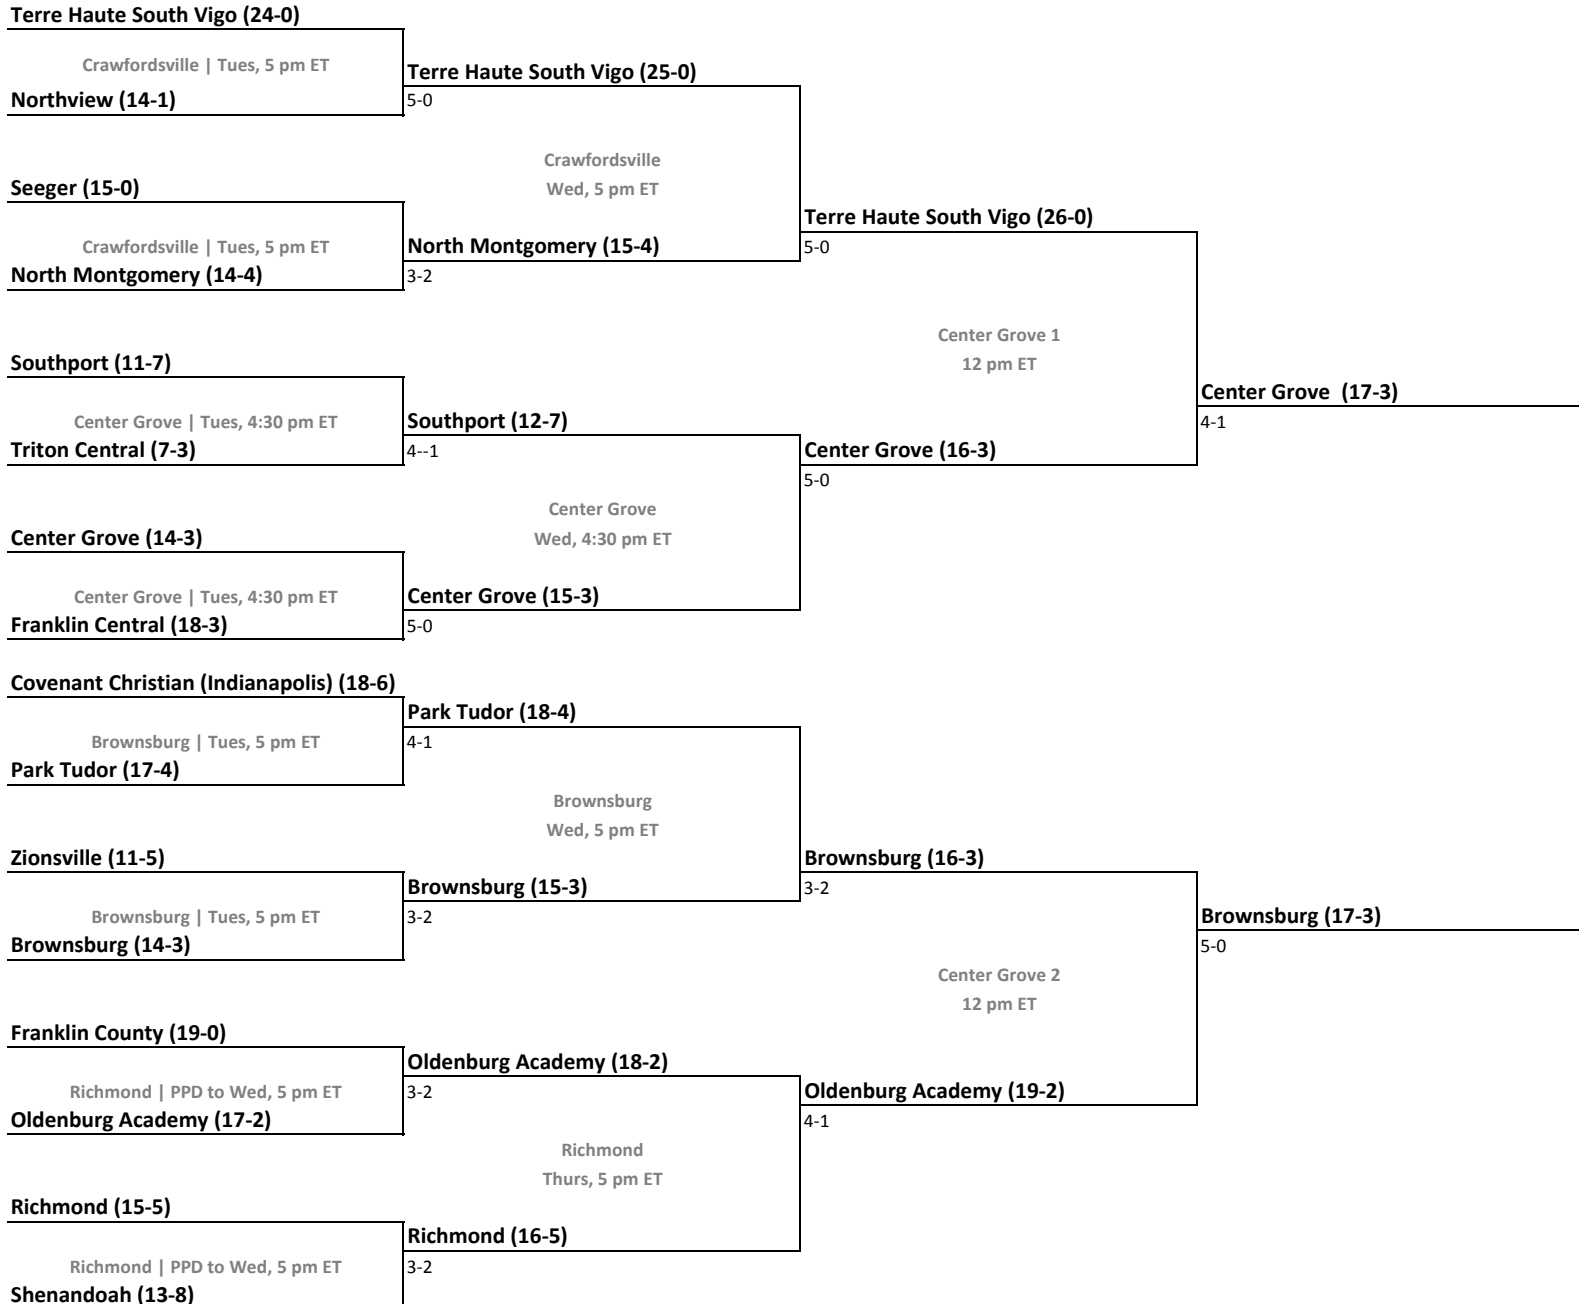 Terre Haute South Vigo (24-0)
Crawfordsville | Tues, 5 pm ET
Terre Haute South Vigo (25-0)
Northview (14-1)
5-0
Crawfordsville
Seeger (15-0)
Wed, 5 pm ET
Terre Haute South Vigo (26-0)
Crawfordsville | Tues, 5 pm ET
North Montgomery (15-4)
5-0
North Montgomery (14-4)
3-2
Center Grove 1
Southport (11-7)
12 pm ET
Center Grove  (17-3)
Center Grove | Tues, 4:30 pm ET
Southport (12-7)
4-1
Triton Central (7-3)
4--1
Center Grove (16-3)
5-0
Center Grove
Center Grove (14-3)
Wed, 4:30 pm ET
Center Grove | Tues, 4:30 pm ET
Center Grove (15-3)
Franklin Central (18-3)
5-0
Covenant Christian (Indianapolis) (18-6)
Park Tudor (18-4)
Brownsburg | Tues, 5 pm ET
4-1
Park Tudor (17-4)
Brownsburg
Wed, 5 pm ET
Zionsville (11-5)
Brownsburg (16-3)
Brownsburg (15-3)
3-2
Brownsburg | Tues, 5 pm ET
3-2
Brownsburg (17-3)
Brownsburg (14-3)
5-0
Center Grove 2
12 pm ET
Franklin County (19-0)
Oldenburg Academy (18-2)
Richmond | PPD to Wed, 5 pm ET
3-2
Oldenburg Academy (19-2)
Oldenburg Academy (17-2)
4-1
Richmond
Thurs, 5 pm ET
Richmond (15-5)
Richmond (16-5)
Richmond | PPD to Wed, 5 pm ET
3-2
Shenandoah (13-8)